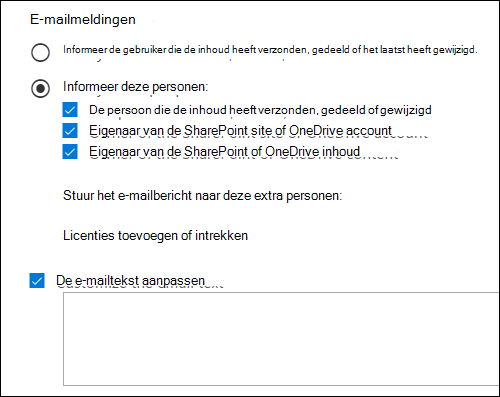 E-mailmeldingen
Informeer de gebruiker die de inhoud heeft verzonden, gedeeld of het laatst heeft gewijzigd.
Informeer deze personen:
De persoon die de inhoud heeft verzonden, gedeeld of gewijzigd
Eigenaar van de SharePoint site of OneDrive account
Eigenaar van de SharePoint of OneDrive inhoud
Stuur het e-mailbericht naar deze extra personen:
Licenties toevoegen of intrekken
De e-mailtekst aanpassen